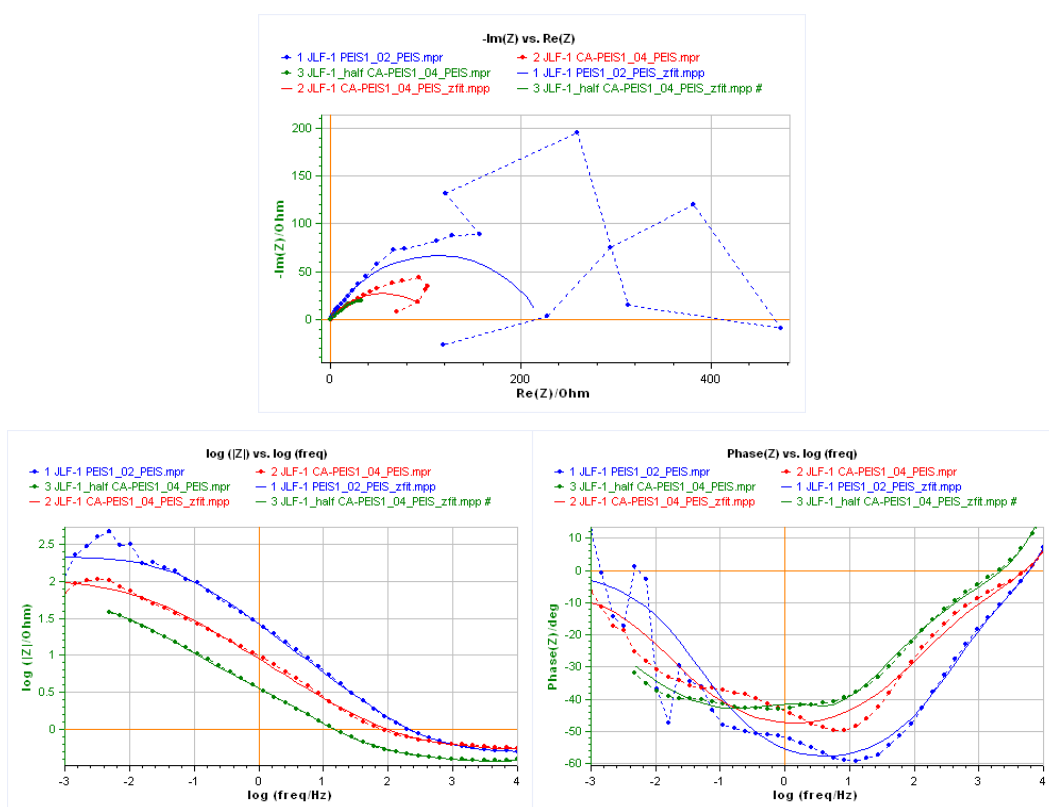 -Im(Z) vs. Re(Z)
1 JLF-1 PEIS1_02_PEIS.mpr 2 JLF-1 CA-PEIS1_04_PEIS.mpr
3 JLF-1_half CA-PEIS1_04_PEIS.mpr 1 JLF-1 PEIS1_02_PEIS_zfit.mpp
2 JLF-1 CA-PEIS1_04_PEIS_zfit.mpp 3 JLF-1_half CA-PEIS1_04_PEIS_zfit.mpp #
200
150
100
50
0
-Im(Z)/Ohm
0 200 400
Re(Z)/Ohm
log (|Z|) vs. log (freq)
1 JLF-1 PEIS1_02_PEIS.mpr 2 JLF-1 CA-PEIS1_04_PEIS.mpr
3 JLF-1_half CA-PEIS1_04_PEIS.mpr 1 JLF-1 PEIS1_02_PEIS_zfit.mpp
2 JLF-1 CA-PEIS1_04_PEIS_zfit.mpp 3 JLF-1_half CA-PEIS1_04_PEIS_zfit.mpp #
2.5
2
1.5
1
0.5
0
log (|Z|/Ohm)
-3 -2 -1 0 1 2 3 4
log (freq/Hz)
Phase(Z) vs. log (freq)
1 JLF-1 PEIS1_02_PEIS.mpr 2 JLF-1 CA-PEIS1_04_PEIS.mpr
3 JLF-1_half CA-PEIS1_04_PEIS.mpr 1 JLF-1 PEIS1_02_PEIS_zfit.mpp
2 JLF-1 CA-PEIS1_04_PEIS_zfit.mpp 3 JLF-1_half CA-PEIS1_04_PEIS_zfit.mpp #
10
0
-10
-20
-30
-40
-50
-60
Phase(Z)/deg
-3 -2 -1 0 1 2 3 4
log (freq/Hz)